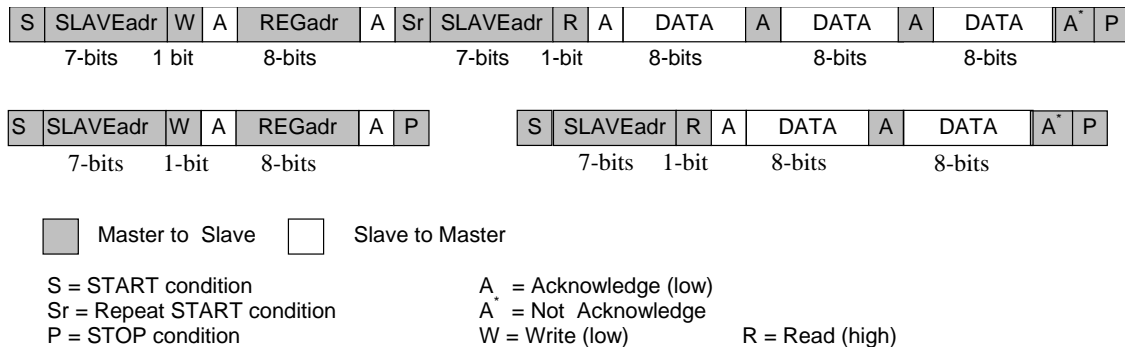 S SLAVEadr W A REGadr A Sr SLAVEadr R A DATA A DATA A DATA A* P
7-bits 1 bit 8-bits 7-bits 1-bit 8-bits 8-bits 8-bits
S SLAVEadr W A REGadr A P S SLAVEadr R A DATA A DATA A* P
7-bits 1-bit 8-bits 7-bits 1-bit 8-bits 8-bits
Master to Slave Slave to Master
S = START condition A = Acknowledge (low)
Sr = Repeat START condition A* = Not Acknowledge
P = STOP condition W = Write (low) R = Read (high)